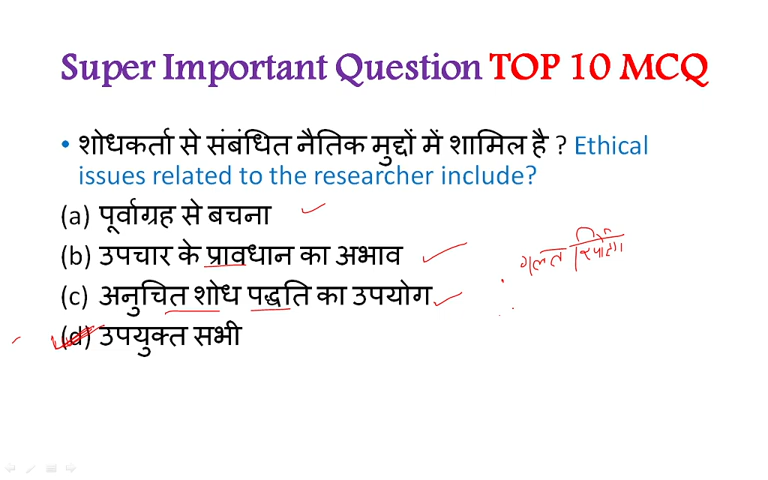 Super Important Question TOP 10 MCQ
• शोधकर्ता से संबंधित नैतिक मुद्दों में शामिल है ? Ethical
issues related to the researcher include?
(a) पूर्वाग्रह से बचना
(b) उपचार के प्रावधान का अभाव
गलत रिपोर्टिंग
(c) अनुचित शोध पद्धति का उपयोग
(d) उपयुक्त सभी